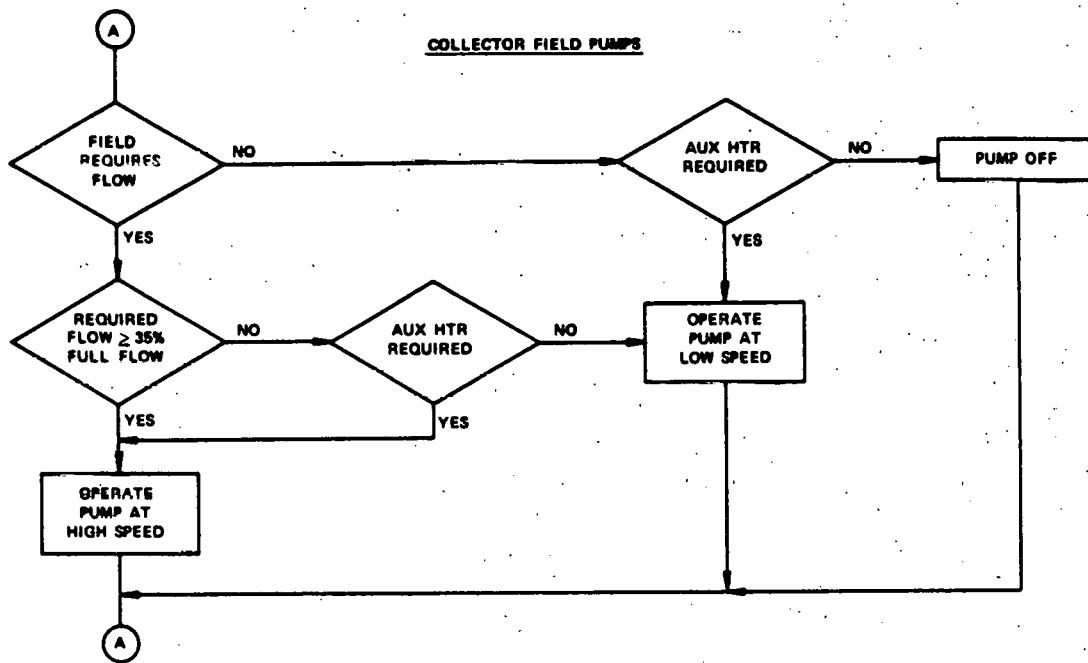 A
COLLECTOR FIELD PUMPS
FIELD
REQUIRES
FLOW
NO
AUX HTR
REQUIRED
NO
PUMP OFF
YES
YES
REQUIRED
FLOW ≥ 35%
FULL FLOW
NO
AUX HTR
REQUIRED
NO
OPERATE
PUMP AT
LOW SPEED
YES
YES
OPERATE
PUMP AT
HIGH SPEED
A